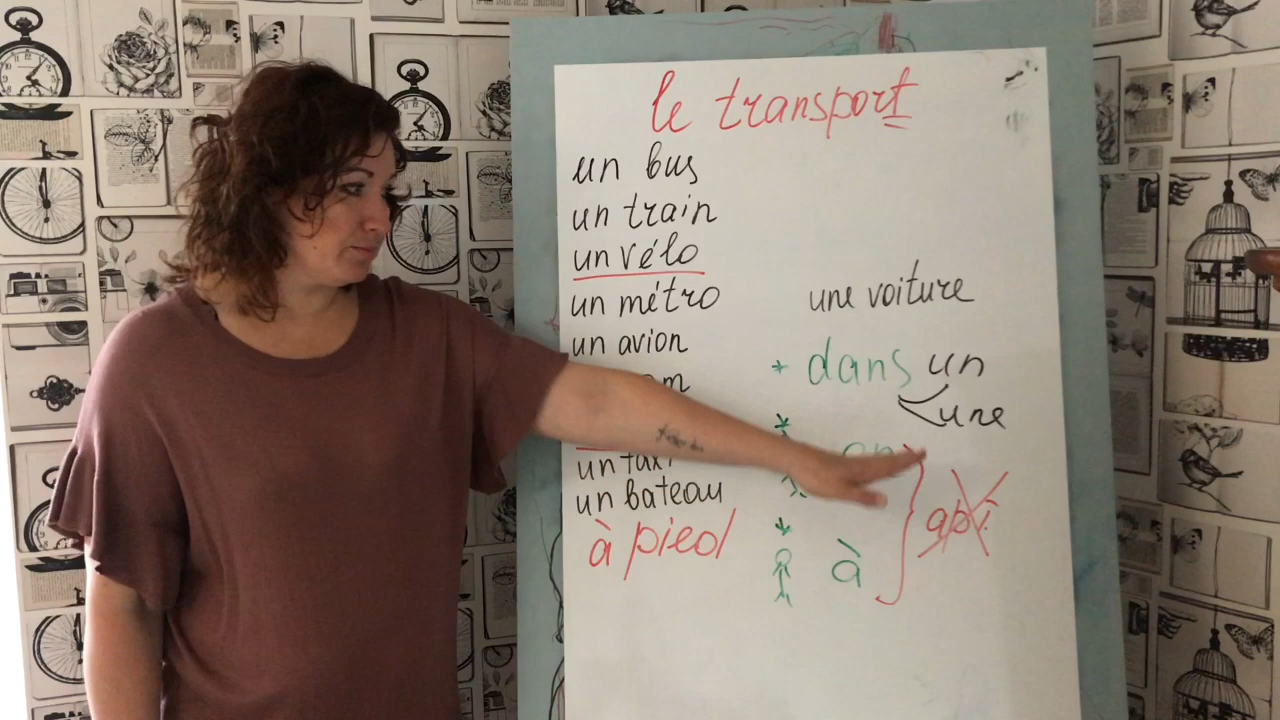 le transport
un bus
un train
un vélo
un métro
un avion
un taxi
un bateau
à pied
une voiture
* dans un
une
*
* à